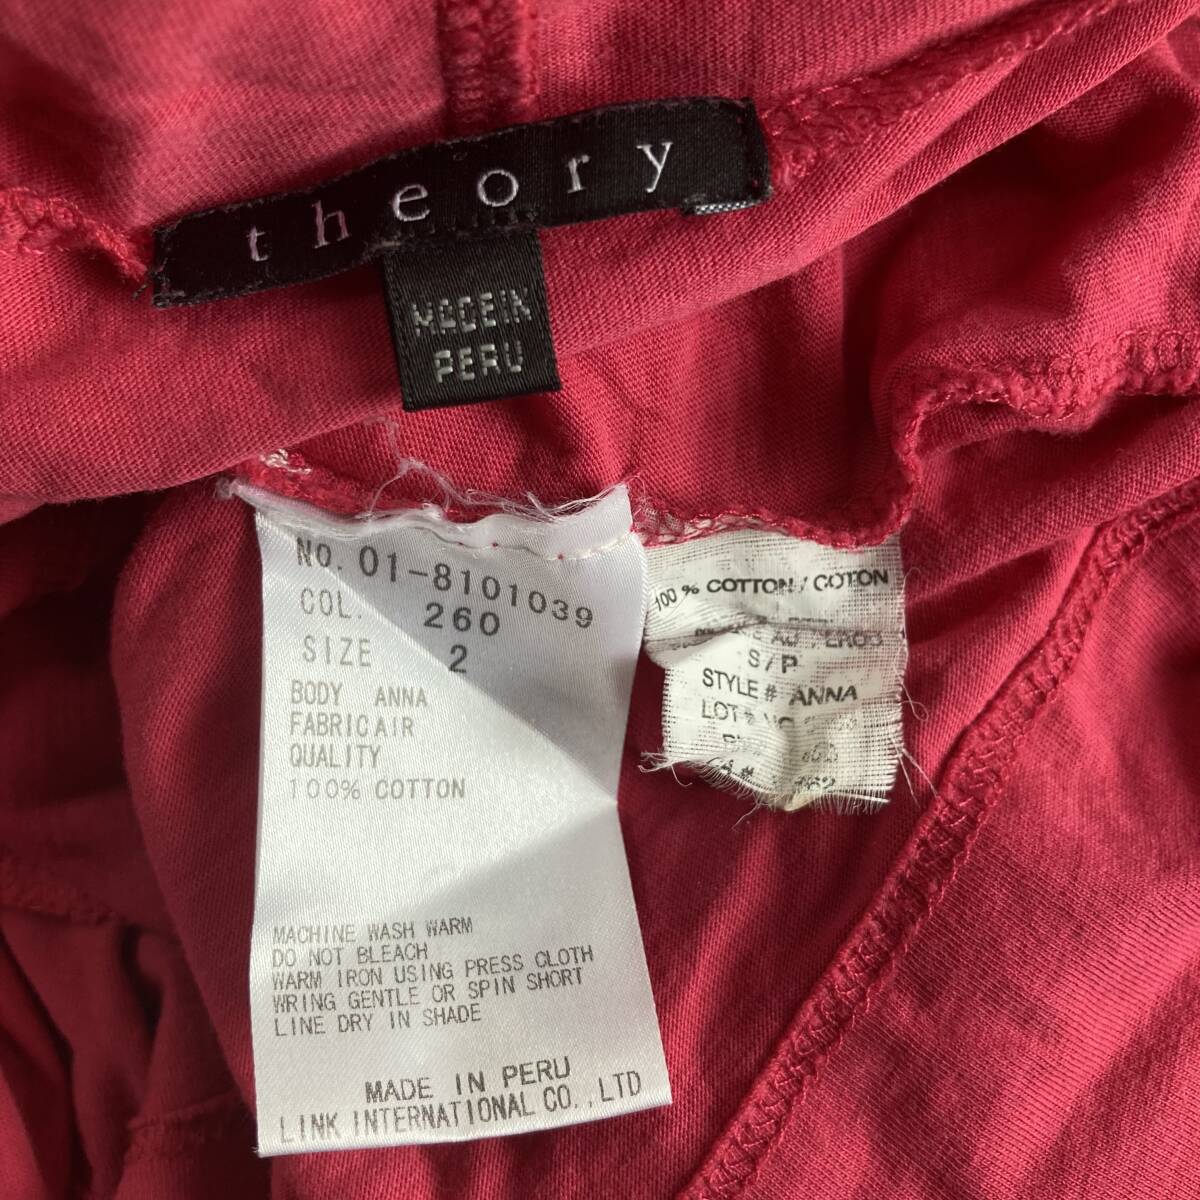 theory
MADE IN
PERU
NO. 01-8101039
COL. 260
SIZE 2
BODY ANNA
FABRIC AIR
QUALITY
100% COTTON
MACHINE WASH WARM
DO NOT BLEACH
WARM IRON USING PRESS CLOTH
WRING GENTLE OR SPIN SHORT
LINE DRY IN SHADE
MADE IN PERU
LINK INTERNATIONAL CO.,LTD
100 % COTTON / COTON
S / P
STYLE # ANNA
LOT #